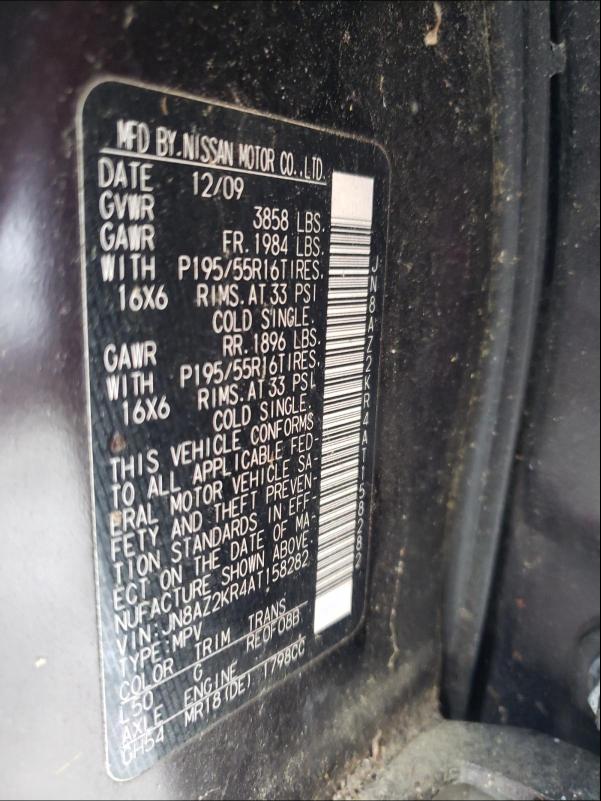 MFD BY.NISSAN MOTOR CO.,LTD.
DATE 12/09
GVWR 3858 LBS.
GAWR FR. 1984 LBS.
WITH P195/55R16TIRES.
16X6 RIMS. AT 33 PSI
COLD SINGLE.
GAWR RR. 1896 LBS.
WITH P195/55R16TIRES.
16X6 RIMS. AT 33 PSI.
COLD SINGLE.
THIS VEHICLE CONFORMS
TO ALL APPLICABLE FED-
ERAL MOTOR VEHICLE SA-
FETY AND THEFT PREVEN-
TION STANDARDS IN EFF-
ECT ON THE DATE OF MA-
NUFACTURE SHOWN ABOVE.
VIN:JN8AZ2KR4AT158282
TYPE:MPV
COLOR TRIM TRANS
L50 G RE0F08B
AXLE ENGINE
GH54 MR18(DE) 1798CC
JN8AZ2KR4AT158282